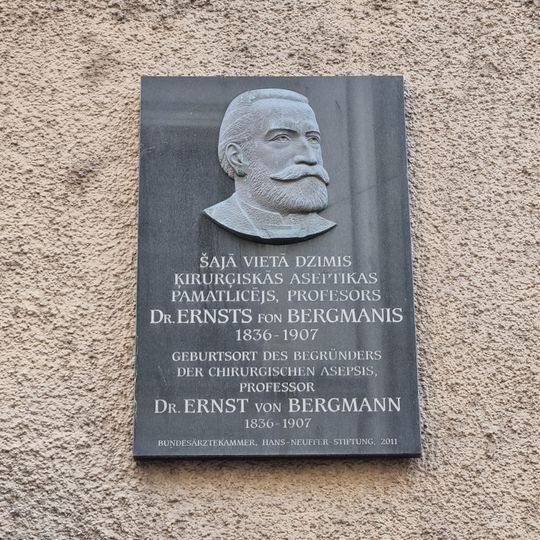 ŠAJĀ VIETĀ DZIMIS
ĶIRURĢISKĀS ASEPTIKAS
PAMATLICĒJS, PROFESORS
DR. ERNSTS FON BERGMANIS
1836-1907
GEBURTSORT DES BEGRÜNDERS
DER CHIRURGISCHEN ASEPSIS,
PROFESSOR
DR. ERNST VON BERGMANN
1836-1907
BUNDESÄRZTEKAMMER, HANS-NEUFFER-STIFTUNG, 2011